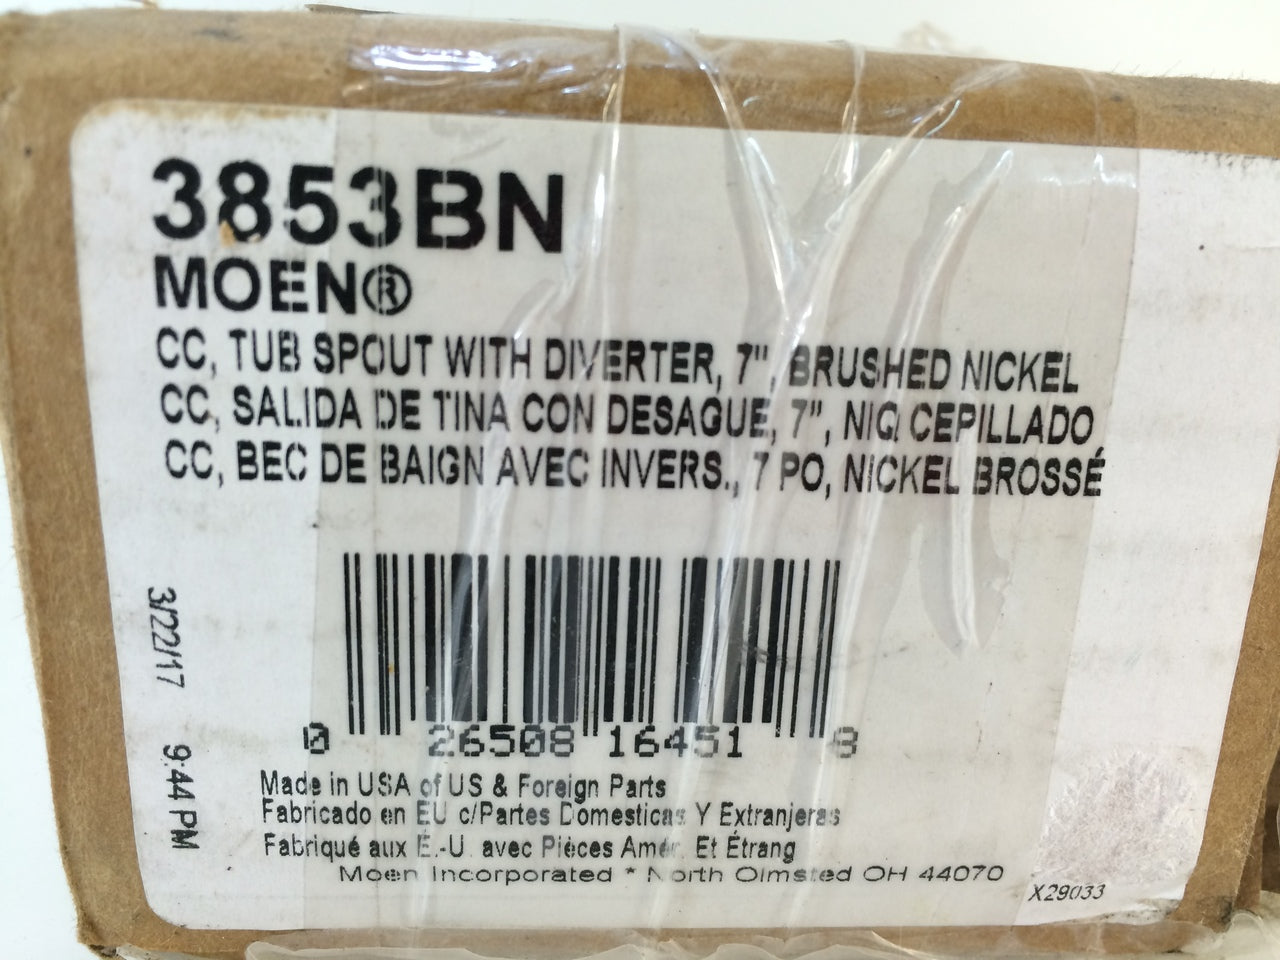 3853BN
MOEN®
CC, TUB SPOUT WITH DIVERTER, 7", BRUSHED NICKEL
CC, SALIDA DE TINA CON DESAGUE, 7", NIQ CEPILLADO
CC, BEC DE BAIGN AVEC INVERS., 7 PO, NICKEL BROSSÉ
3/22/17 9:44 PM
0 26508 16451 8
Made in USA of US & Foreign Parts
Fabricado en EU c/Partes Domesticas Y Extranjeras
Fabriqué aux É.-U. avec Pièces Amér. Et Étrang
Moen Incorporated * North Olmsted OH 44070
X29033